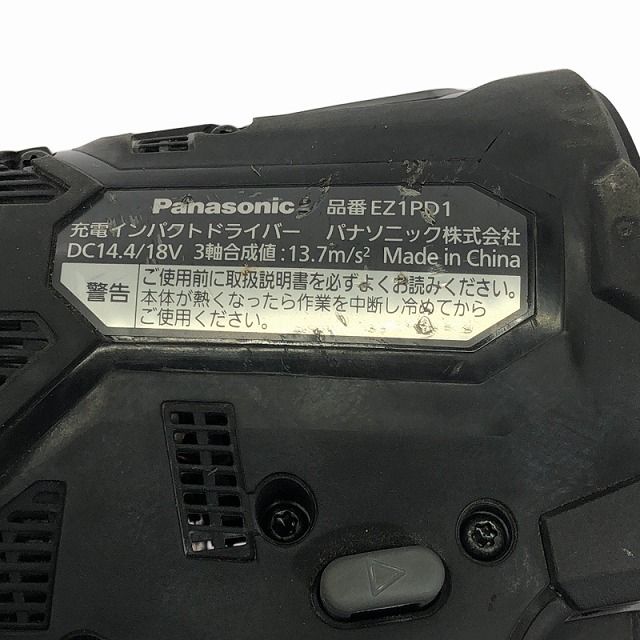 Panasonic 品番 EZ1PD1
充電インパクトドライバー パナソニック株式会社
DC14.4/18V 3軸合成値：13.7m/s² Made in China
警告 ご使用前に取扱説明書を必ずよくお読みください。
本体が熱くなったら作業を中断し冷めてから
ご使用ください。